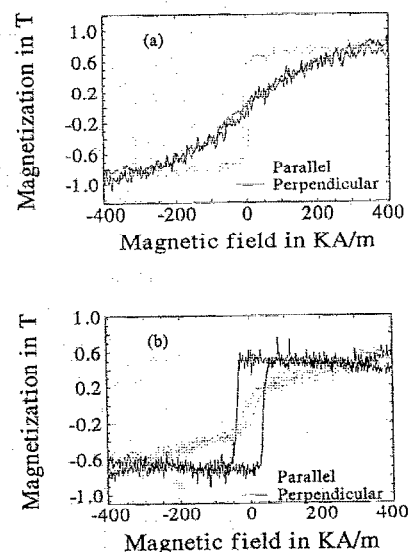 (a)
Magnetization in T
1.0
0.6
0.2
-0.2
-0.6
-1.0
Parallel
Perpendicular
-400 -200 0 200 400
Magnetic field in KA/m
(b)
Magnetization in T
1.0
0.6
0.2
-0.2
-0.6
-1.0
Parallel
Perpendicular
-400 -200 0 200 400
Magnetic field in KA/m